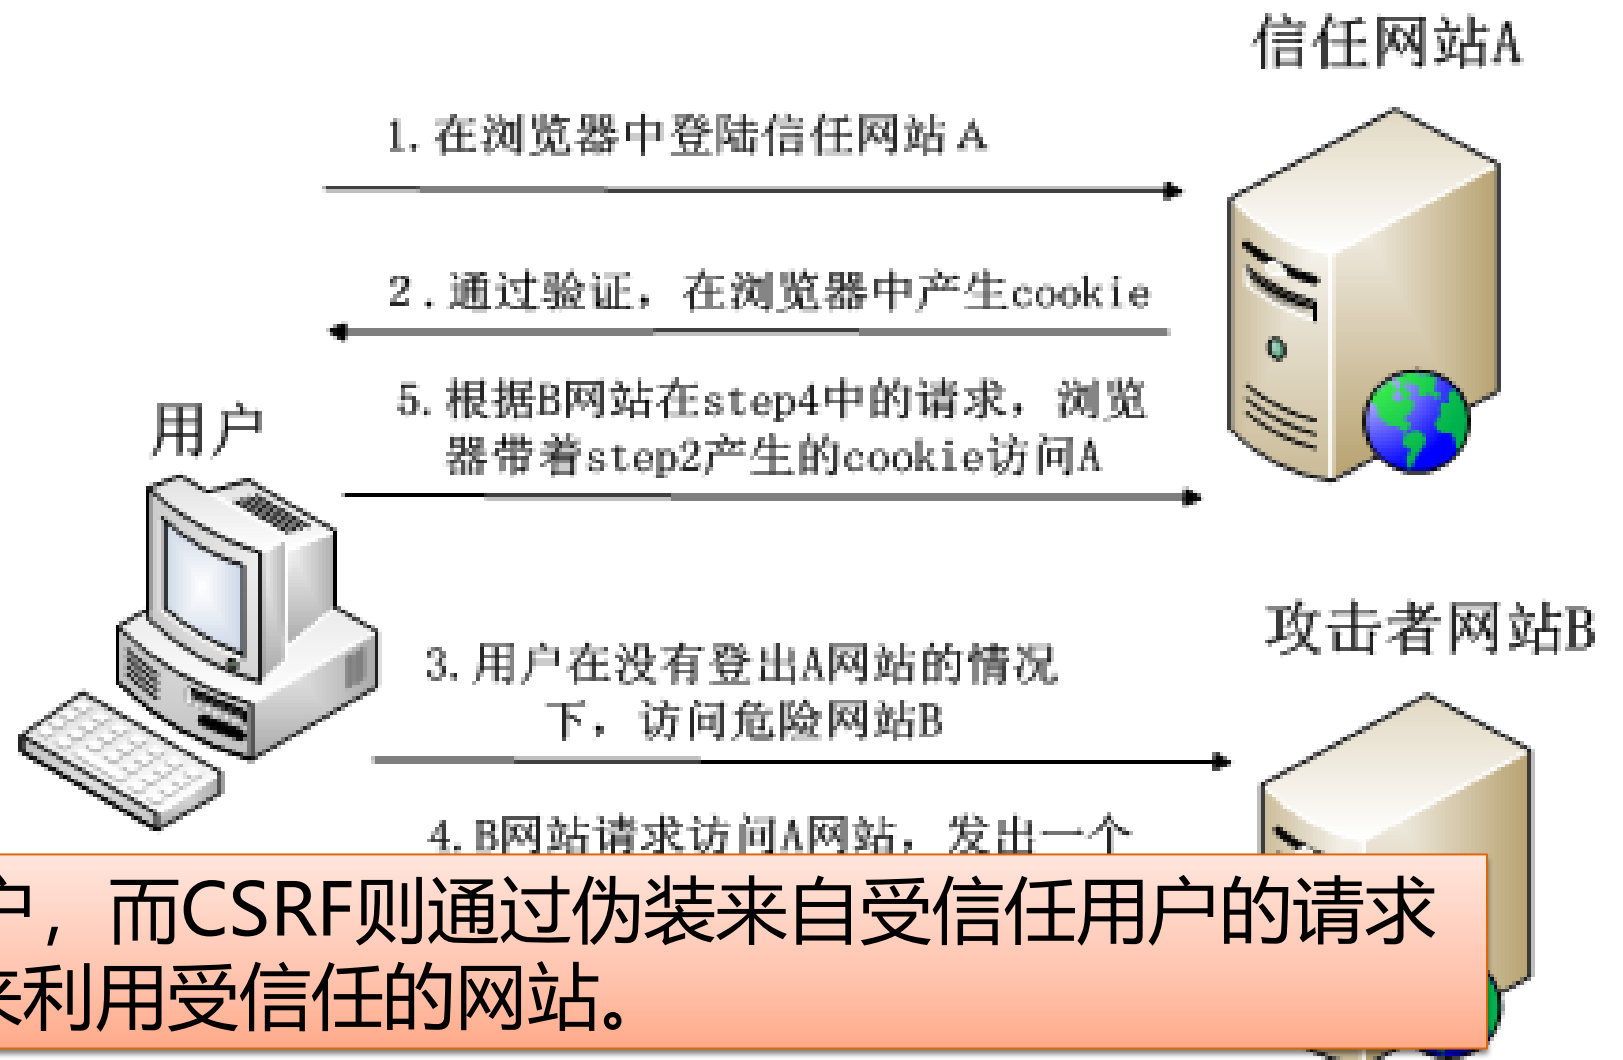 信任网站A
1.在浏览器中登陆信任网站A
2.通过验证，在浏览器中产生cookie
5.根据B网站在step4中的请求，浏览
器带着step2产生的cookie访问A
用户
攻击者网站B
3.用户在没有登出A网站的情况
下，访问危险网站B
4.B网站请求访问A网站，发出一个
户，而CSRF则通过伪装来自受信任用户的请求
来利用受信任的网站。